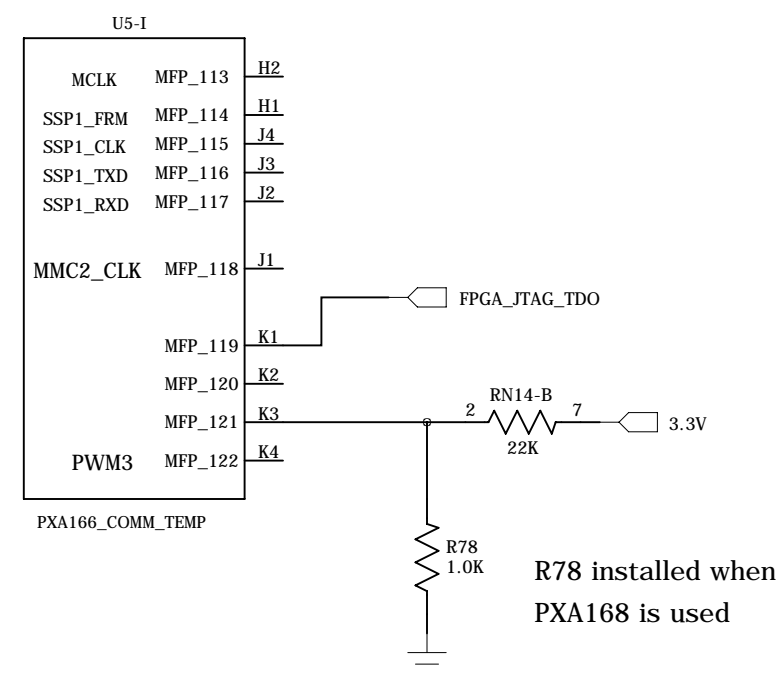 U5-I
MCLK MFP_113 H2
SSP1_FRM MFP_114 H1
SSP1_CLK MFP_115 J4
SSP1_TXD MFP_116 J3
SSP1_RXD MFP_117 J2
MMC2_CLK MFP_118 J1
FPGA_JTAG_TDO
MFP_119 K1
MFP_120 K2
RN14-B
MFP_121 K3 2 7 3.3V
22K
PWM3 MFP_122 K4
PXA166_COMM_TEMP
R78
1.0K
R78 installed when
PXA168 is used